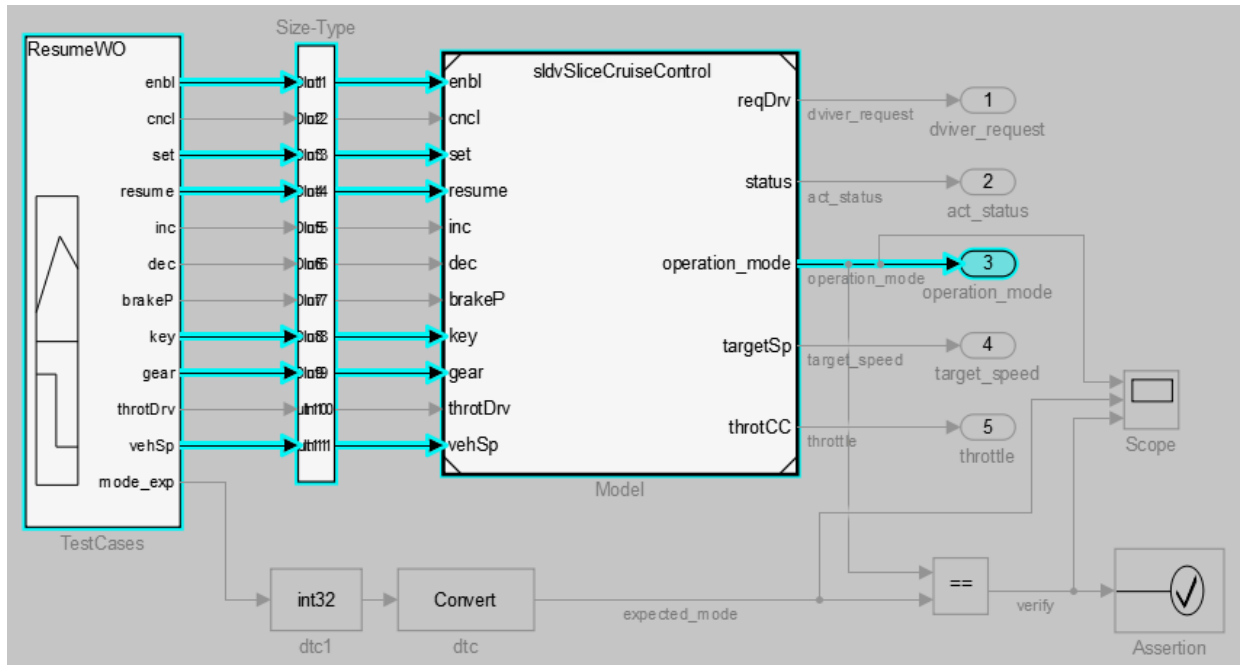 Size-Type
ResumeWO
enbl
cncl
set
resume
inc
dec
brakeP
key
gear
throtDrv
vehSp
mode_exp
TestCases
sldvSliceCruiseControl
enbl
cncl
set
resume
inc
dec
brakeP
key
gear
throtDrv
vehSp
reqDrv
status
operation_mode
targetSp
throtCC
Model
dviver_request
1
dviver_request
act_status
2
act_status
operation_mode
3
operation_mode
target_speed
4
target_speed
throttle
5
throttle
Scope
int32
dtc1
Convert
dtc
expected_mode
==
verify
Assertion